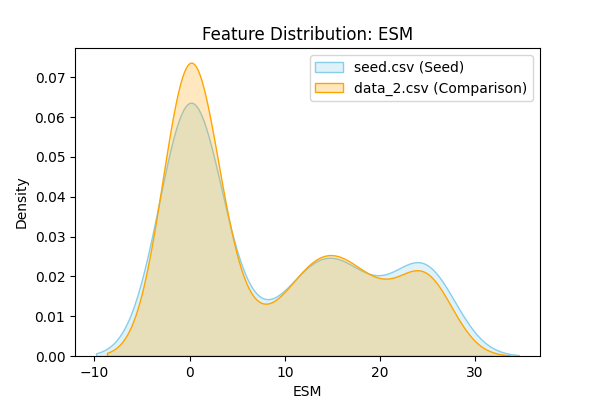 Feature Distribution: ESM
seed.csv (Seed)
data_2.csv (Comparison)
Density
0.07
0.06
0.05
0.04
0.03
0.02
0.01
0.00
−10
0
10
20
30
ESM